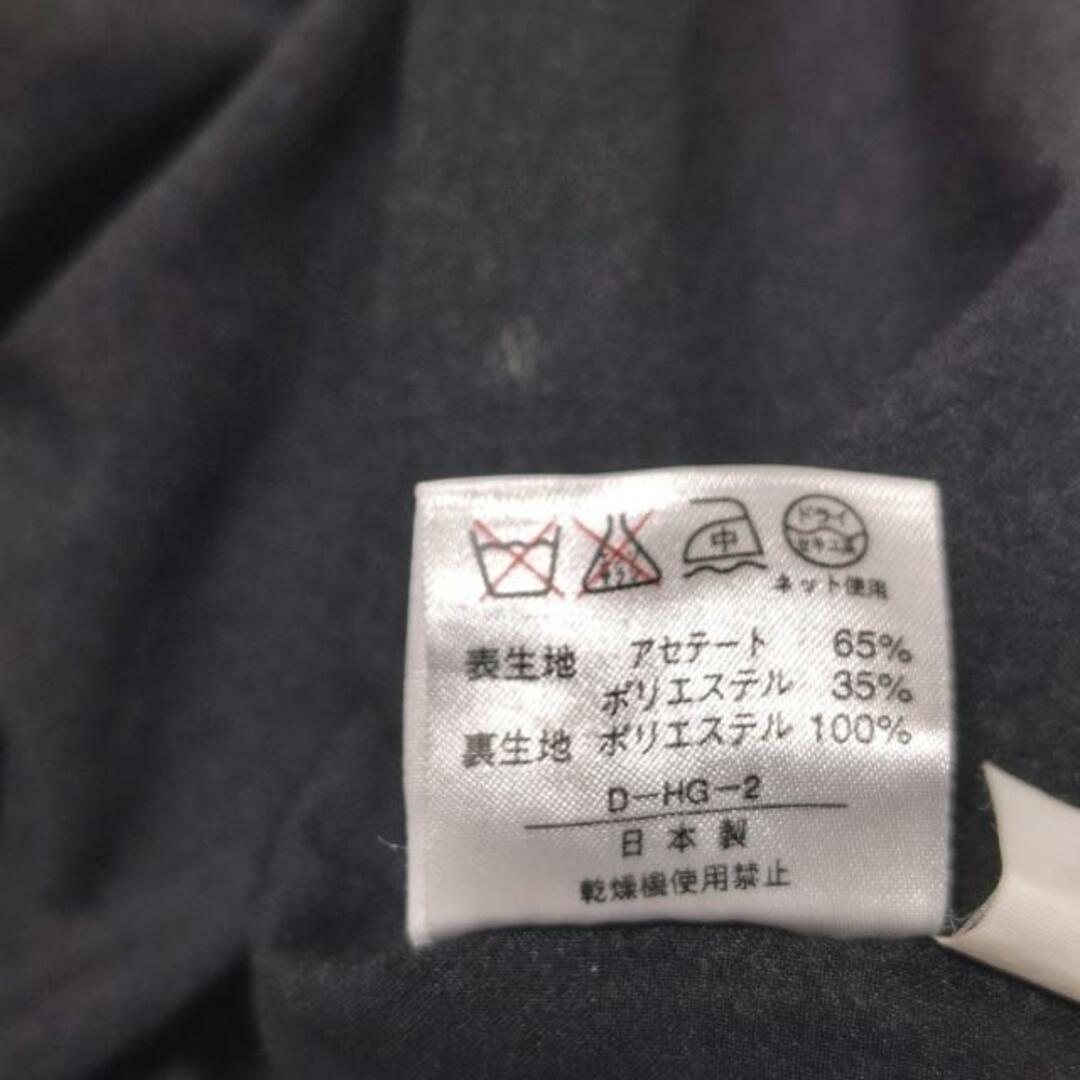 中 ドライ
セキユ系
ネット使用
表生地 アセテート 65%
ポリエステル 35%
裏生地 ポリエステル 100%
D-HG-2
日本製
乾燥機使用禁止